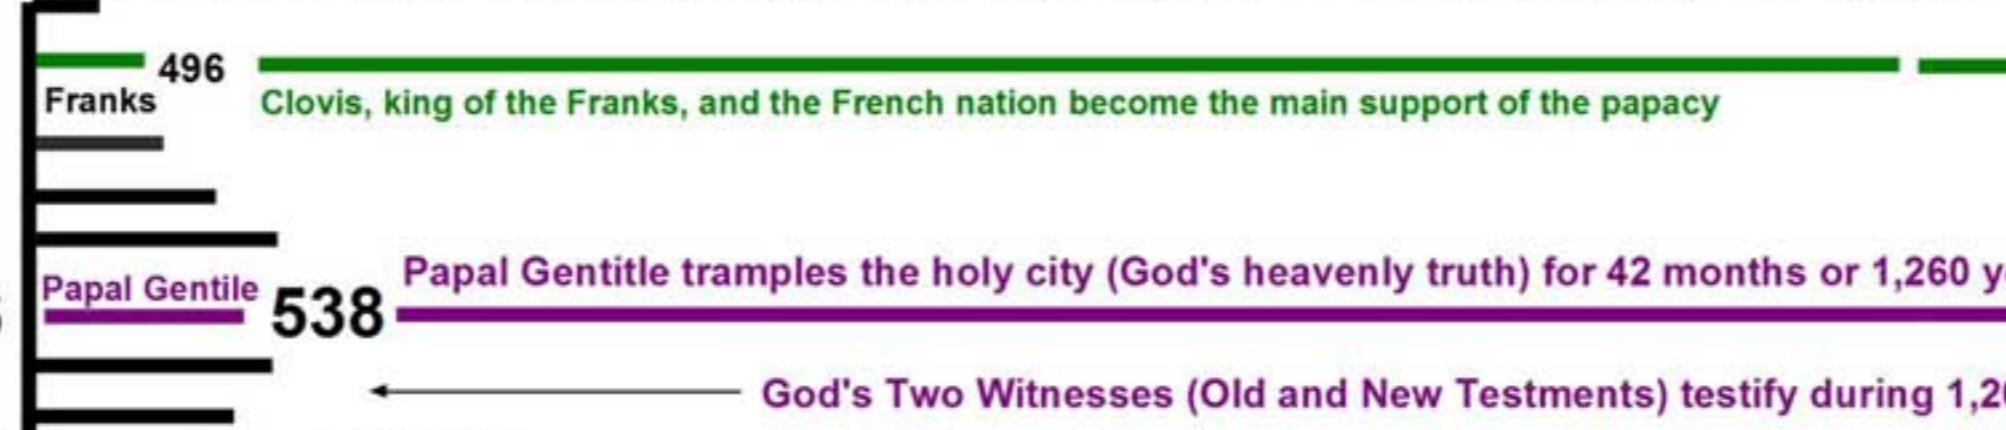 496
Franks
Clovis, king of the Franks, and the French nation become the main support of the papacy
Papal Gentile
538
Papal Gentitle tramples the holy city (God's heavenly truth) for 42 months or 1,260
God's Two Witnesses (Old and New Testments) testify during